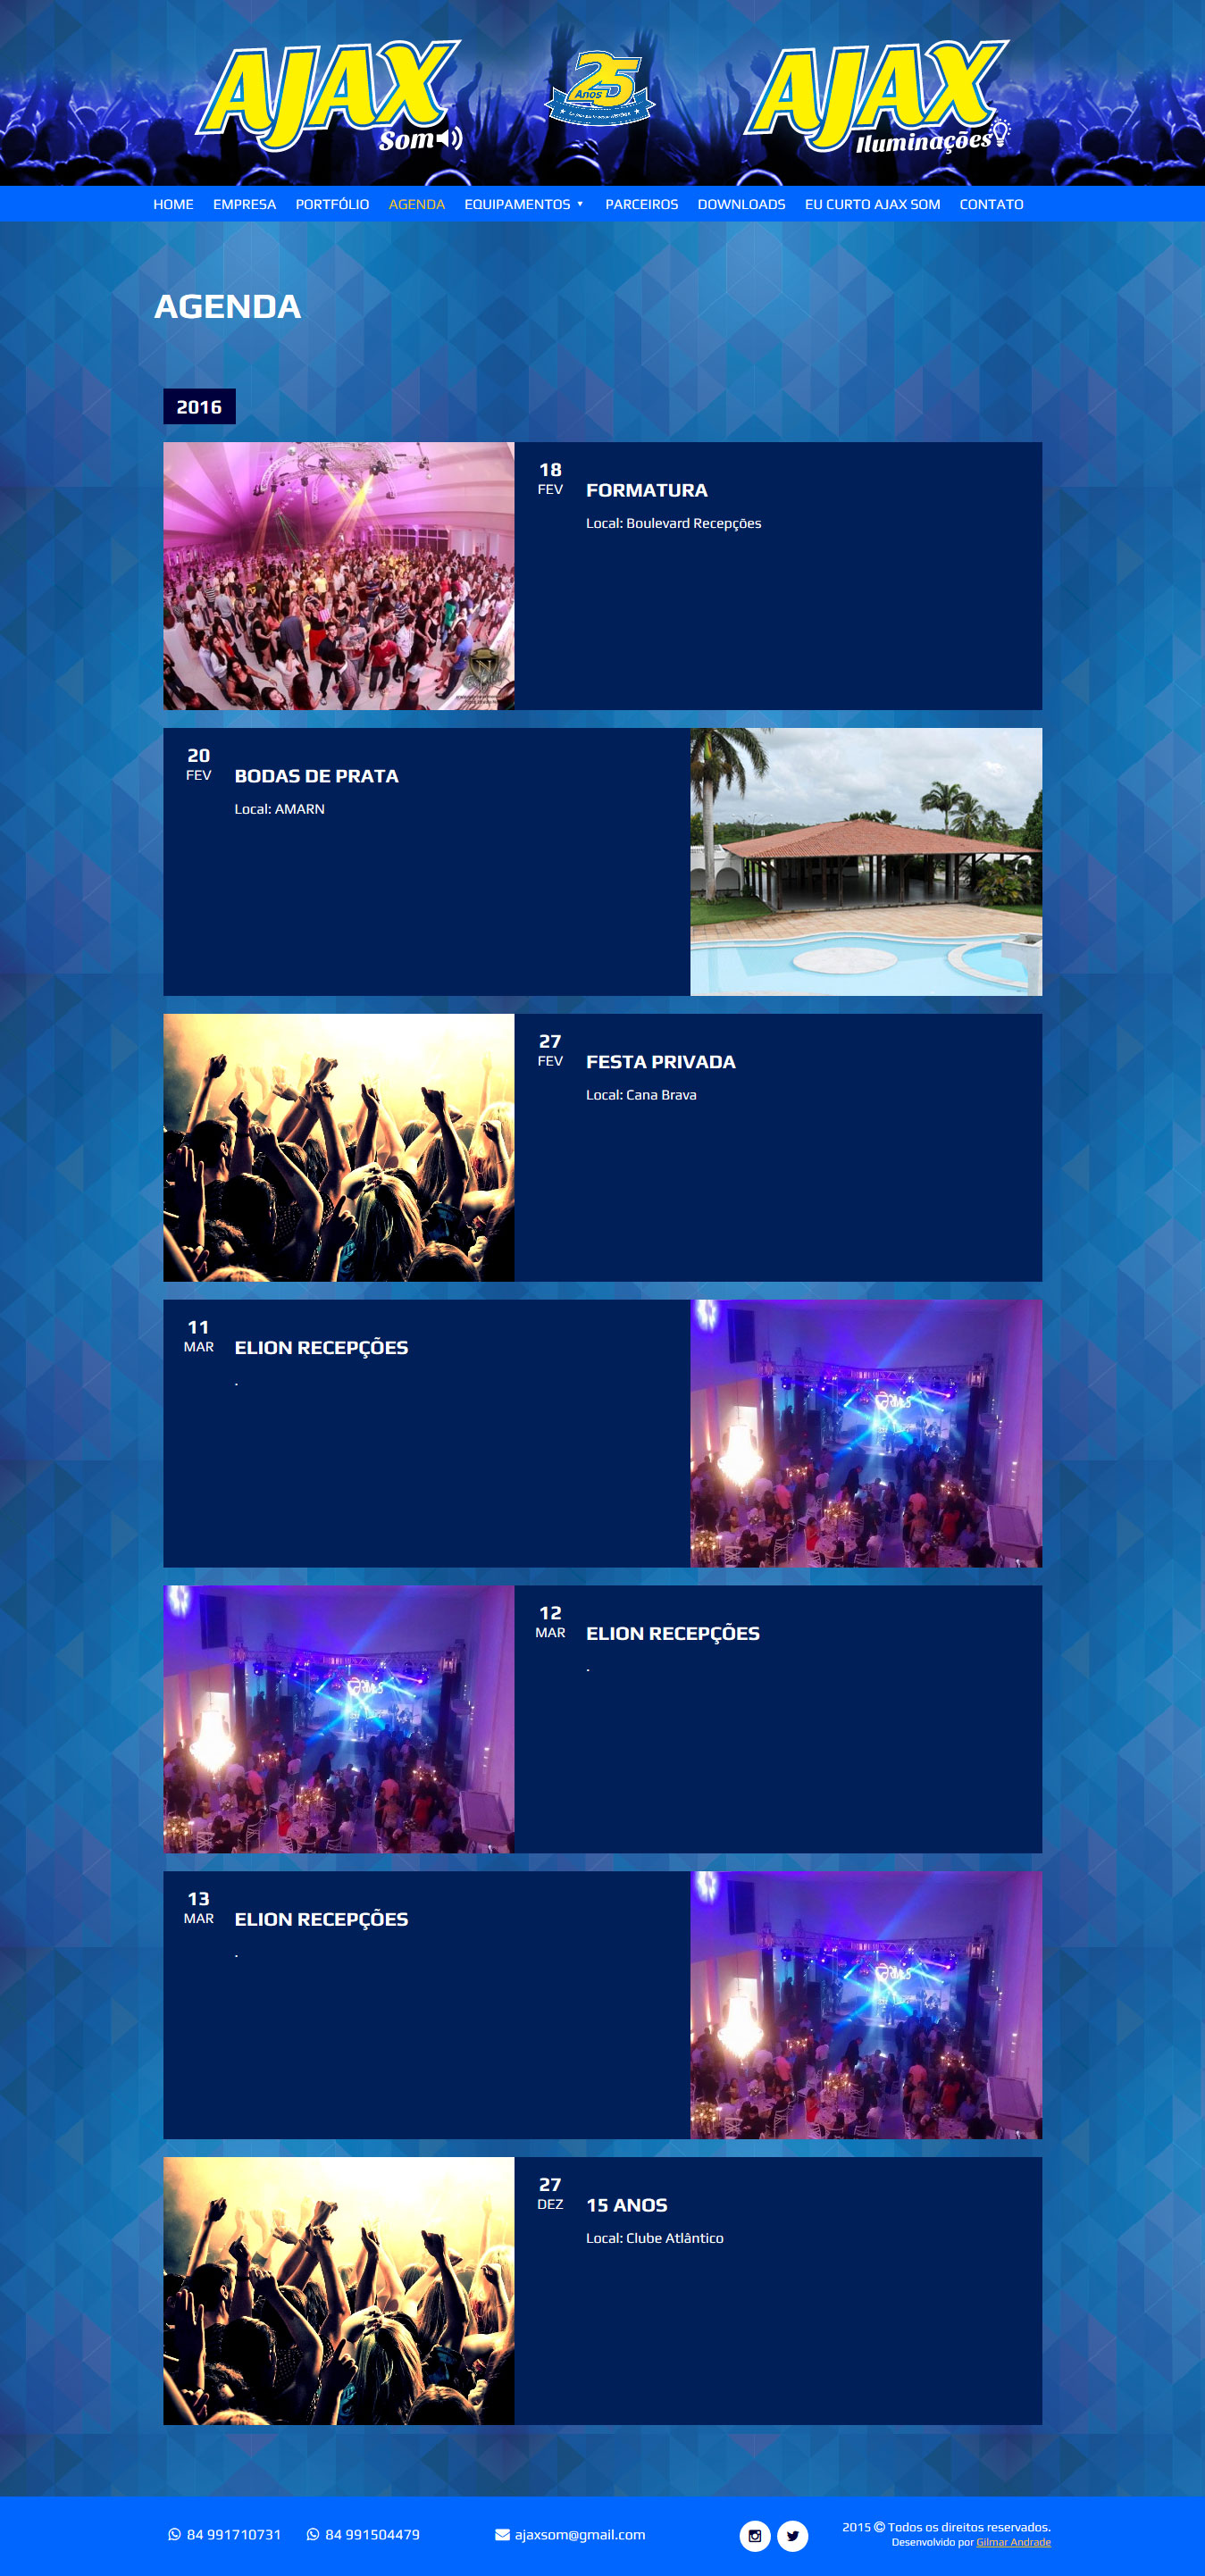 AJAX
Som
25
Anos
AJAX
Iluminações
HOME EMPRESA PORTFÓLIO AGENDA EQUIPAMENTOS PARCEIROS DOWNLOADS EU CURTO AJAX SOM CONTATO
AGENDA
2016
18
FEV
FORMATURA
Local: Boulevard Recepções
20
FEV
BODAS DE PRATA
Local: AMARN
27
FEV
FESTA PRIVADA
Local: Cana Brava
11
MAR
ELION RECEPÇÕES
.
12
MAR
ELION RECEPÇÕES
.
13
MAR
ELION RECEPÇÕES
.
27
DEZ
15 ANOS
Local: Clube Atlântico
84 991710731 84 991504479 ajaxsom@gmail.com
2015 © Todos os direitos reservados.
Desenvolvido por Gilmar Andrade